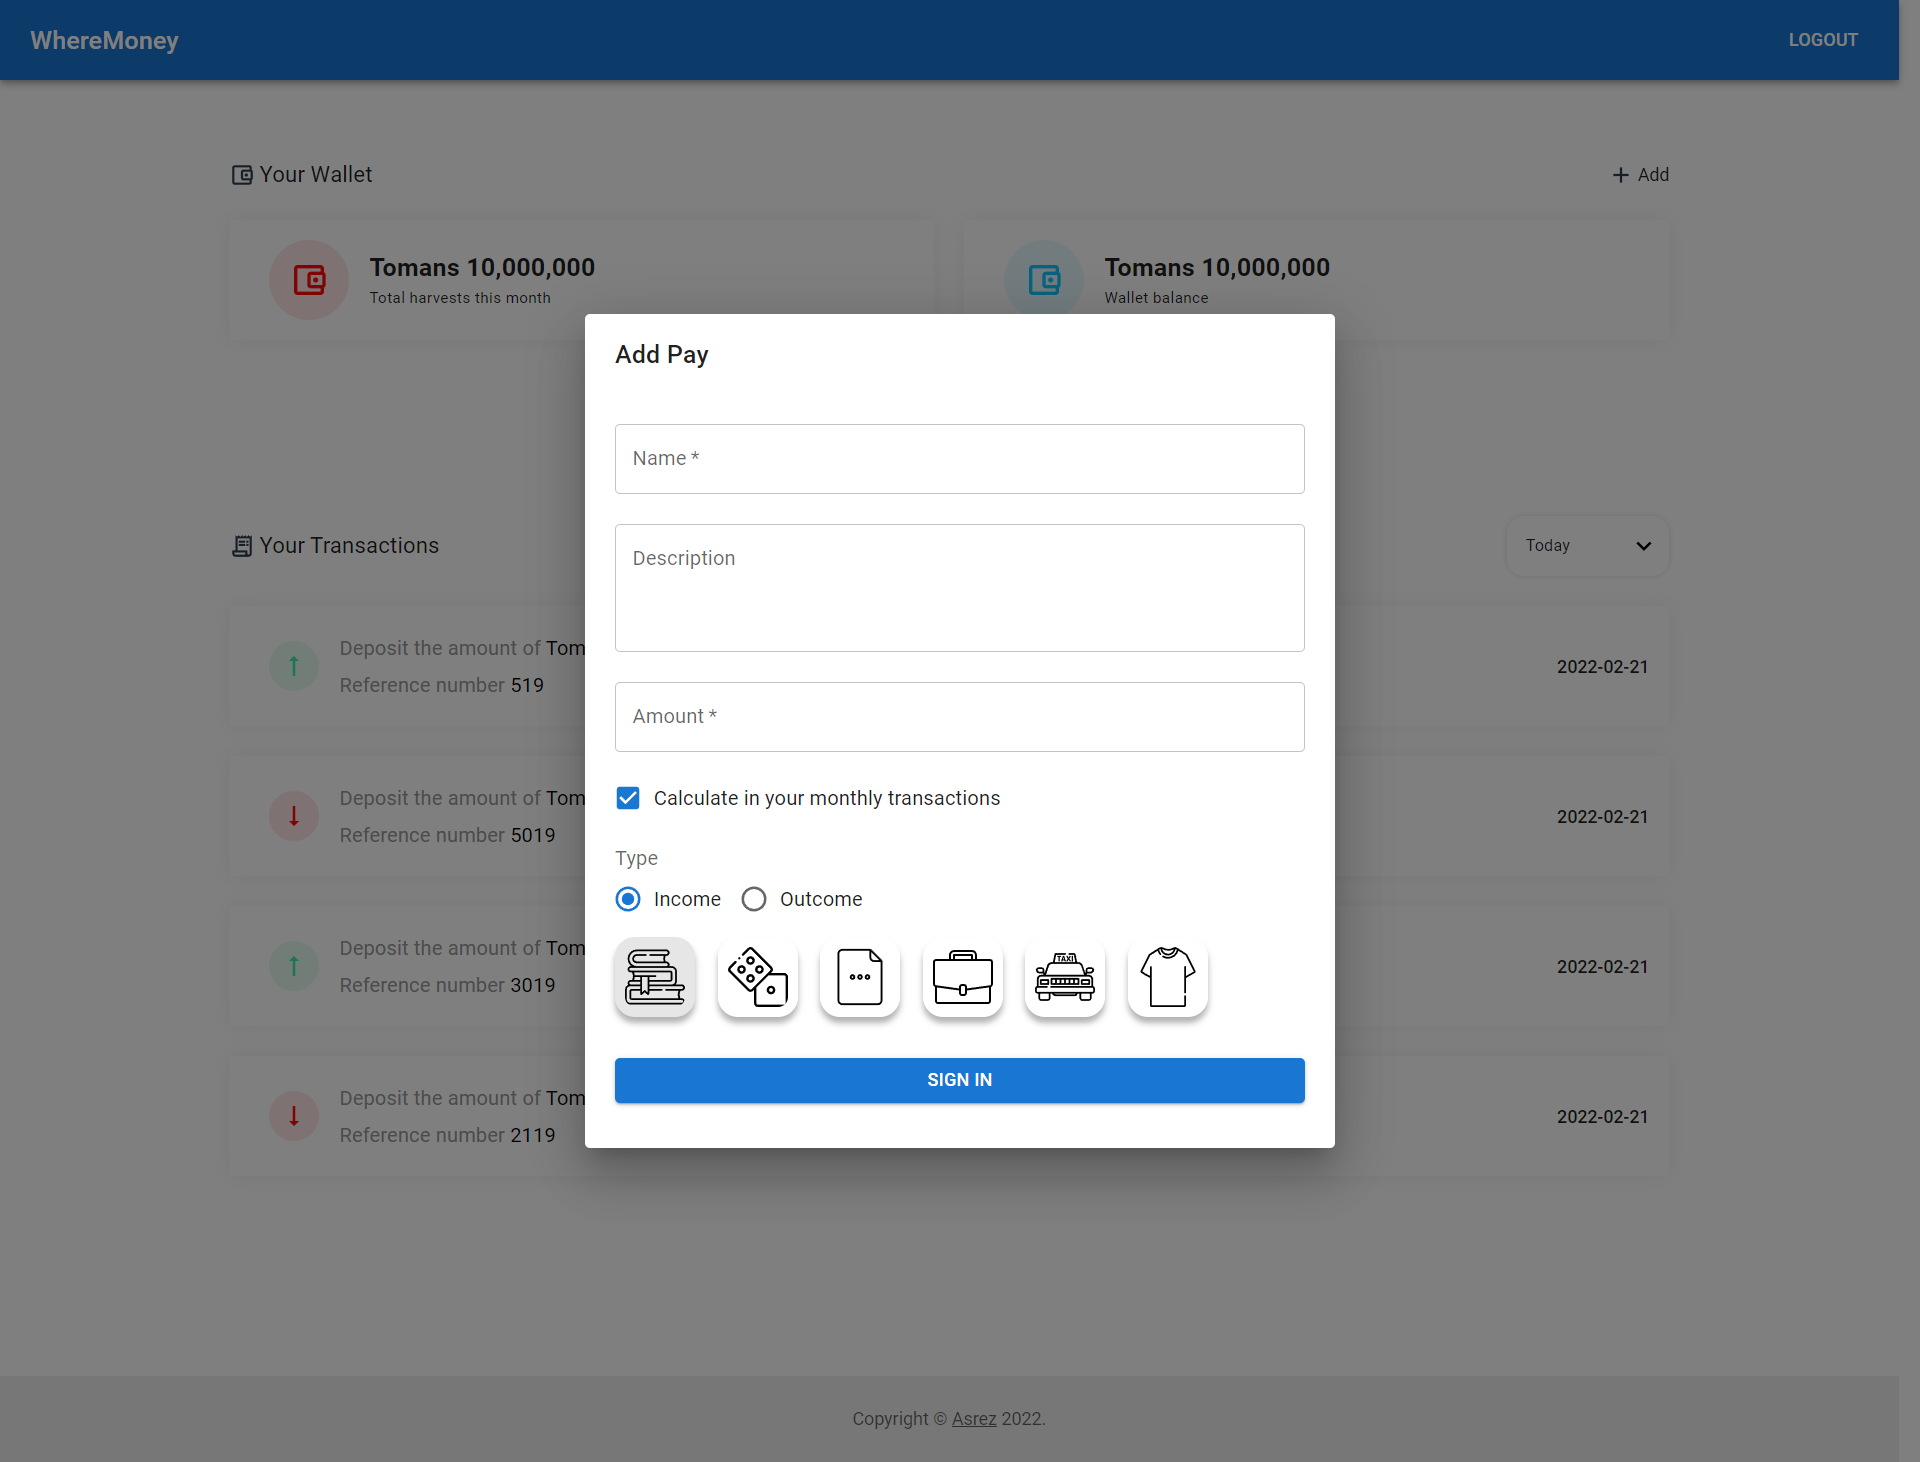 WhereMoney
LOGOUT
Your Wallet
Add
Tomans 10,000,000
Total harvests this month
Tomans 10,000,000
Wallet balance
Add Pay
Name *
Description
Amount *
Calculate in your monthly transactions
Type
Income
Outcome
TAXI
SIGN IN
Your Transactions
Today
Deposit the amount of Tom
Reference number 519
2022-02-21
Deposit the amount of Tom
Reference number 5019
2022-02-21
Deposit the amount of Tom
Reference number 3019
2022-02-21
Deposit the amount of Tom
Reference number 2119
2022-02-21
Copyright © Asrez 2022.